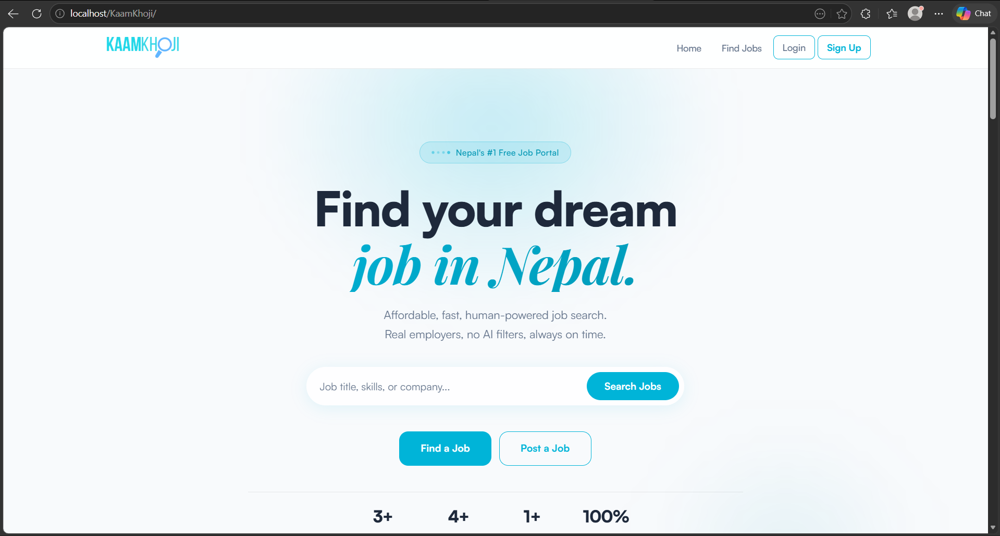 localhost/KaamKhoji/
Chat
KAAMKHOJI
Home
Find Jobs
Login
Sign Up
Nepal's #1 Free Job Portal
Find your dream
job in Nepal.
Affordable, fast, human-powered job search.
Real employers, no AI filters, always on time.
Job title, skills, or company...
Search Jobs
Find a Job
Post a Job
3+
4+
1+
100%